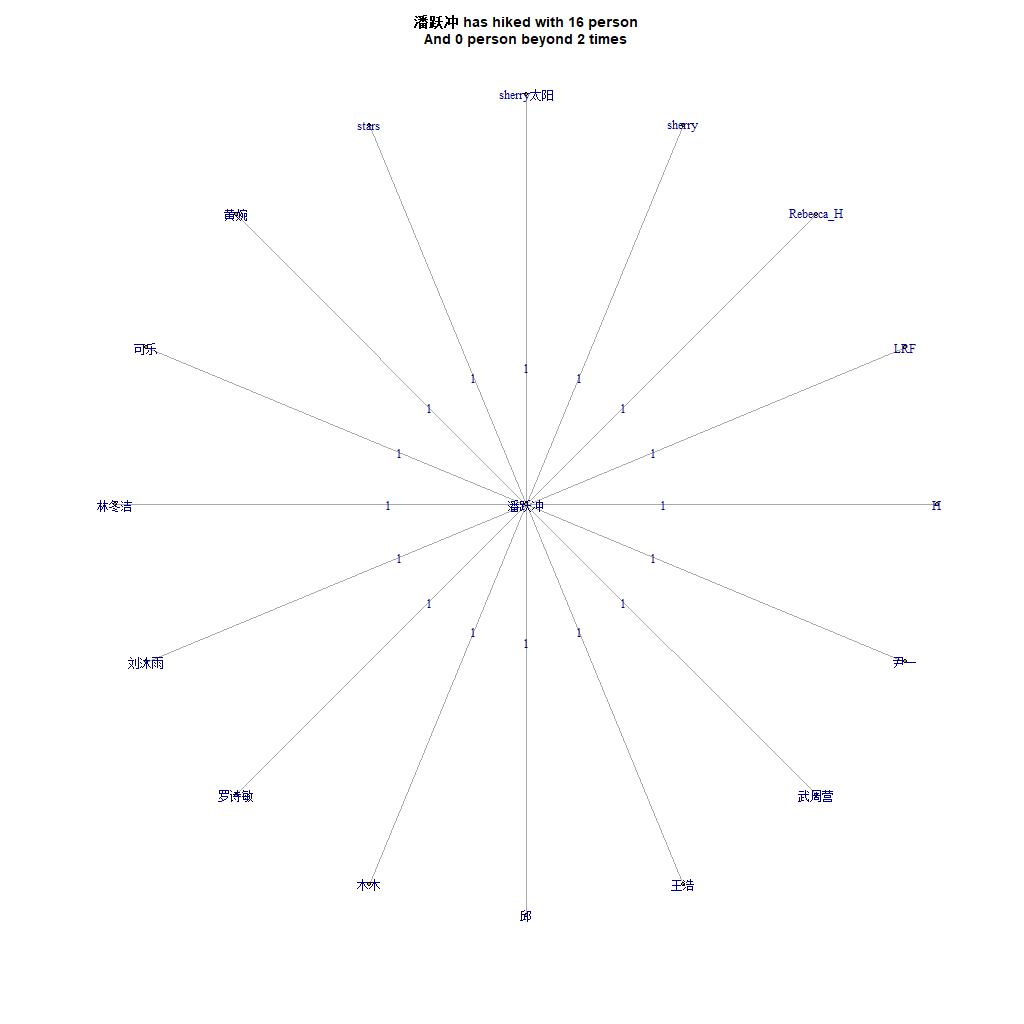 潘跃冲 has hiked with 16 person
And 0 person beyond 2 times
sherry太阳
stars
sherry
黄婉
Rebecca_H
可乐
LRF
1
1
1
1
1
1
1
林冬洁
1
潘跃冲
1
H
1
1
1
1
1
1
1
刘沐雨
尹一
罗诗敏
武周营
木木
王浩
邱